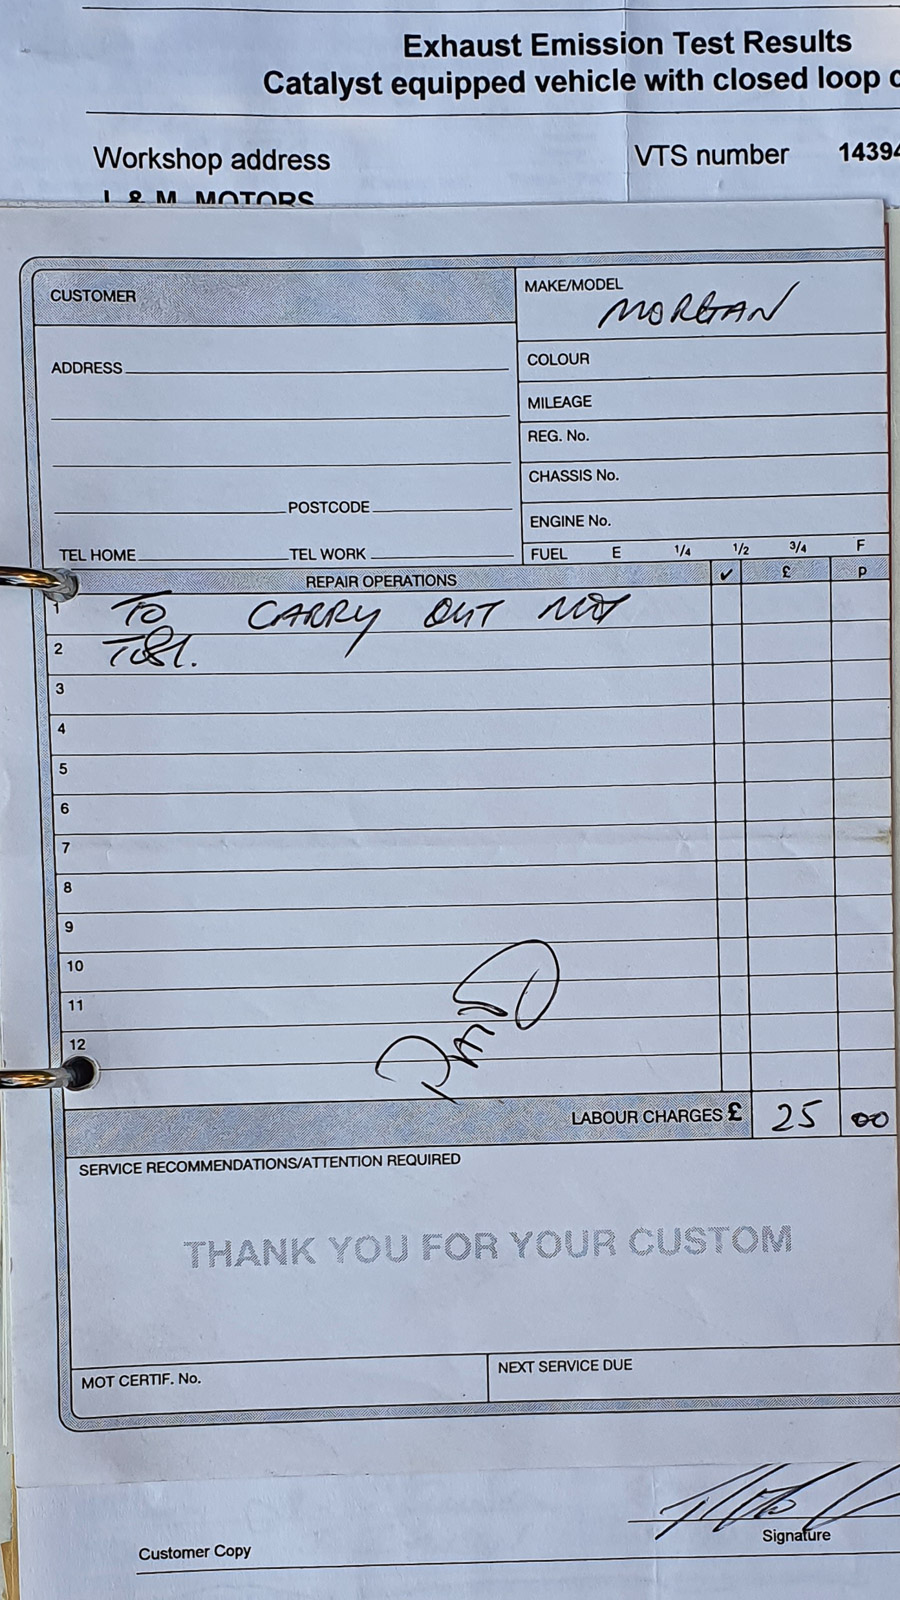 Exhaust Emission Test Results
Catalyst equipped vehicle with closed loop
Workshop address
VTS number 14394
J & M MOTORS
CUSTOMER
MAKE/MODEL
MORGAN
ADDRESS
COLOUR
MILEAGE
REG. No.
CHASSIS No.
POSTCODE
ENGINE No.
TEL HOME TEL WORK
FUEL E 1/4 1/2 3/4 F
REPAIR OPERATIONS ✓ £ p
1 TO CARRY OUT MOT
2 TEST.
3
4
5
6
7
8
9
10
11
12
PAID
LABOUR CHARGES £ 25 00
SERVICE RECOMMENDATIONS/ATTENTION REQUIRED
THANK YOU FOR YOUR CUSTOM
MOT CERTIF. No.
NEXT SERVICE DUE
Signature
Customer Copy